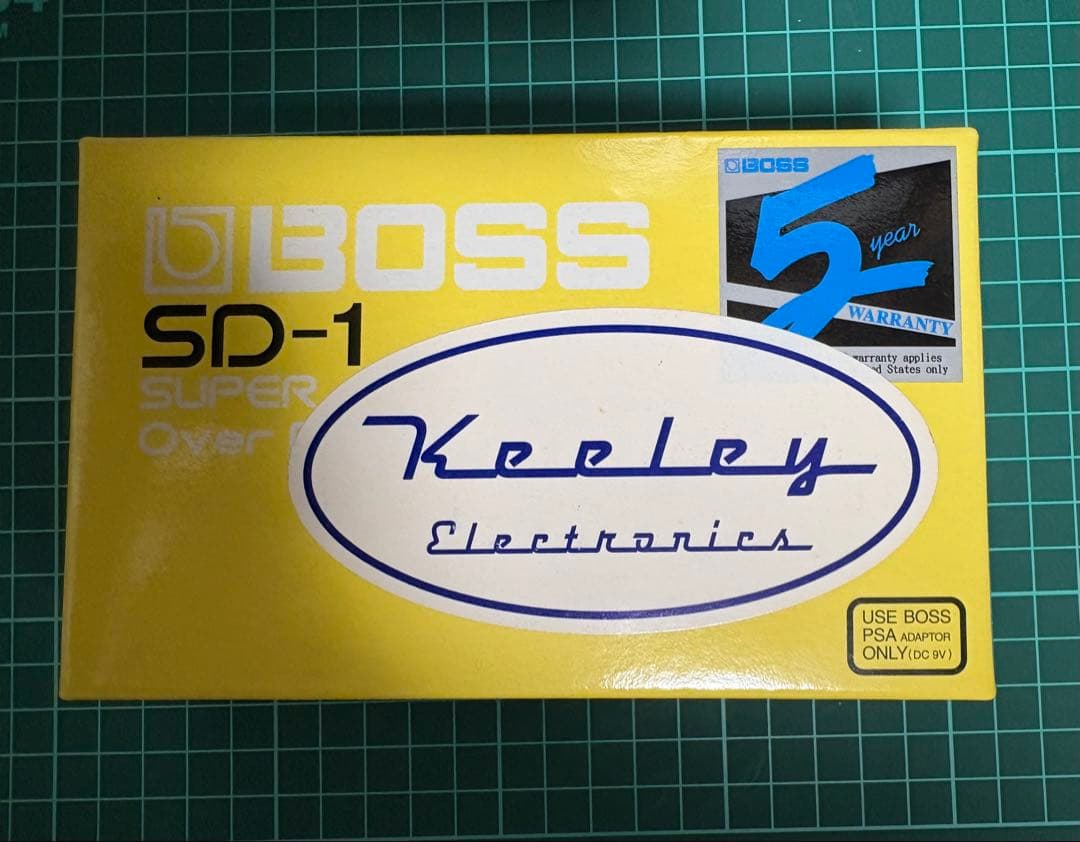 BOSS
SD-1
SUPER
Over
BOSS
5
year
WARRANTY
warranty applies
States only
Keeley
Electronics
USE BOSS
PSA ADAPTOR
ONLY (DC 9V)